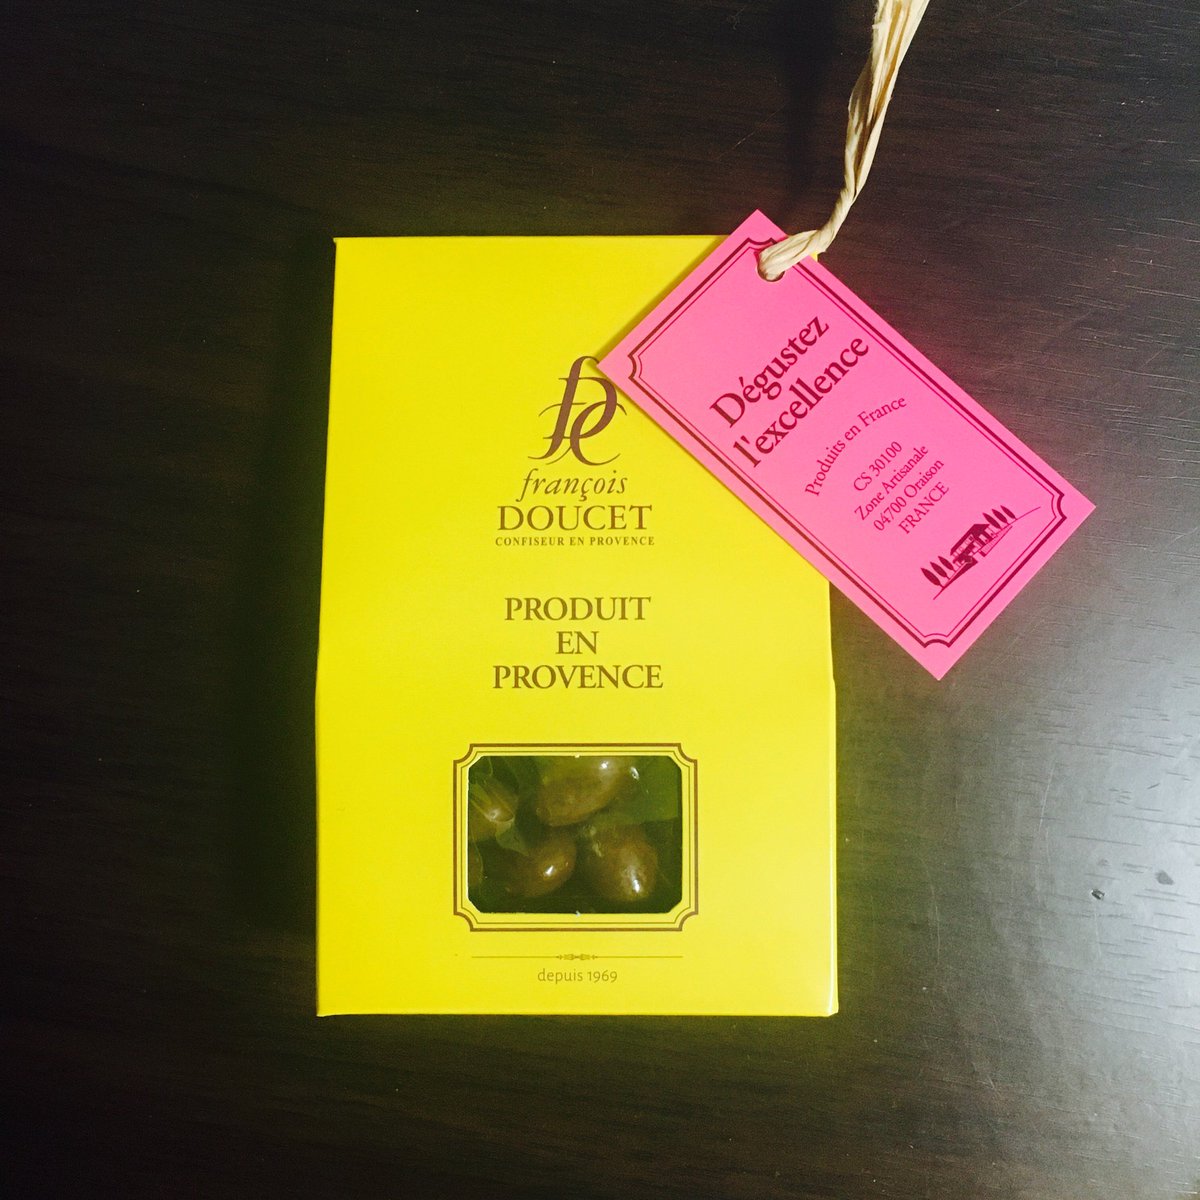 françois
DOUCET
CONFISEUR EN PROVENCE
PRODUIT
EN
PROVENCE
depuis 1969
Dégustez
l'excellence
Produits en France
CS 30100
Zone Artisanale
04700 Oraison
FRANCE